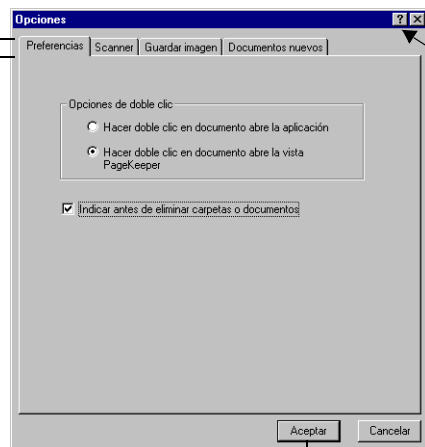 Opciones
Preferencias Scanner Guardar imagen Documentos nuevos
Opciones de doble clic
Hacer doble clic en documento abre la aplicación
Hacer doble clic en documento abre la vista
PageKeeper
Indicar antes de eliminar carpetas o documentos
Aceptar Cancelar